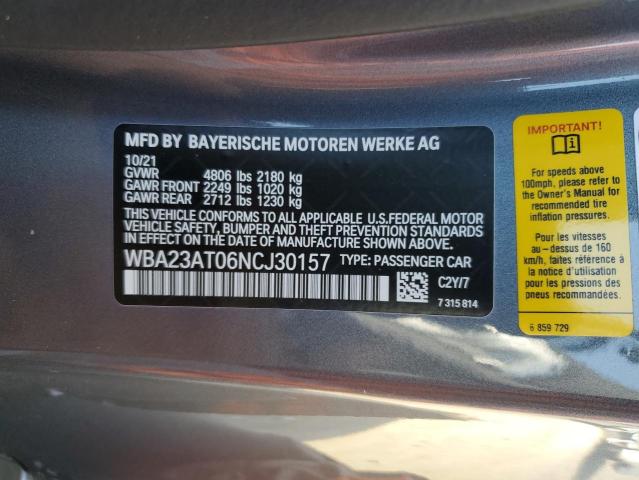 MFD BY BAYERISCHE MOTOREN WERKE AG
10/21
GVWR 4806 lbs 2180 kg
GAWR FRONT 2249 lbs 1020 kg
GAWR REAR 2712 lbs 1230 kg
THIS VEHICLE CONFORMS TO ALL APPLICABLE U.S.FEDERAL MOTOR
VEHICLE SAFETY, BUMPER AND THEFT PREVENTION STANDARDS
IN EFFECT ON THE DATE OF MANUFACTURE SHOWN ABOVE.
WBA23AT06NCJ30157 TYPE: PASSENGER CAR
C2Y/7
7 315 814
Important!
For speeds above
100mph, please refer to
the Owner's Manual for
recommended tire
inflation pressures.
Pour les vitesses
au-dessus de 160
km/h, consulter la
notice d'utilisation
pour les pressions des
pneus recommandées.
6 859 729